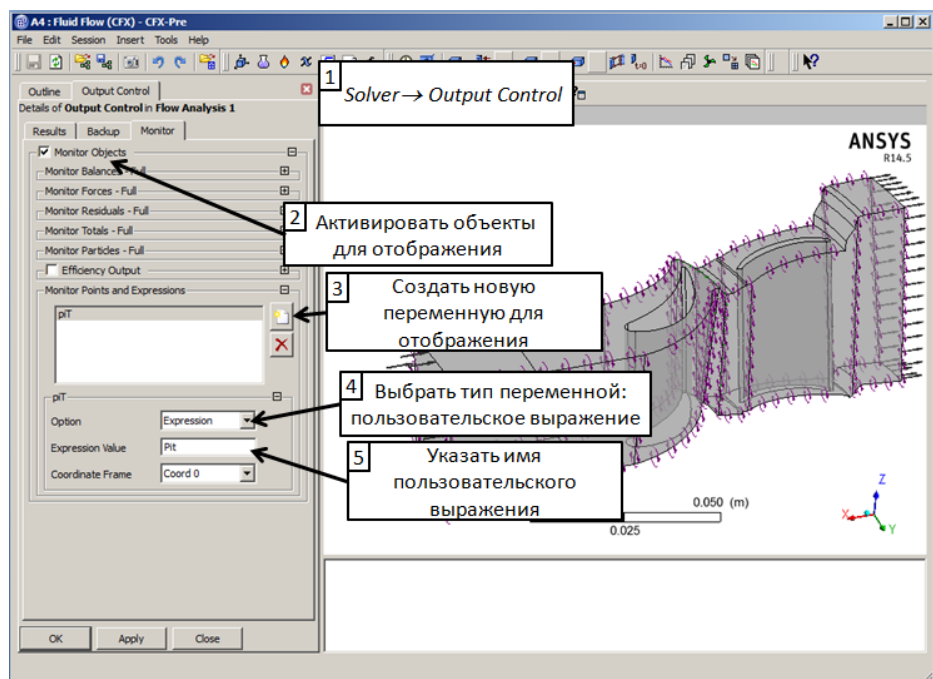 A4 : Fluid Flow (CFX) - CFX-Pre
File Edit Session Insert Tools Help
1
Solver→ Output Control
Outline Output Control
Details of Output Control in Flow Analysis 1
Results Backup Monitor
Monitor Objects
Monitor Balances - Full
Monitor Forces - Full
Monitor Residuals - Full
Monitor Totals - Full
Monitor Particles - Full
Efficiency Output
Monitor Points and Expressions
piT
piT
Option Expression
Expression Value Pit
Coordinate Frame Coord 0
OK Apply Close
2
Активировать объекты
для отображения
3
Создать новую
переменную для
отображения
4
Выбрать тип переменной:
пользовательское выражение
5
Указать имя
пользовательского
выражения
ANSYS
R14.5
0.050 (m)
0.025
Z
X
Y